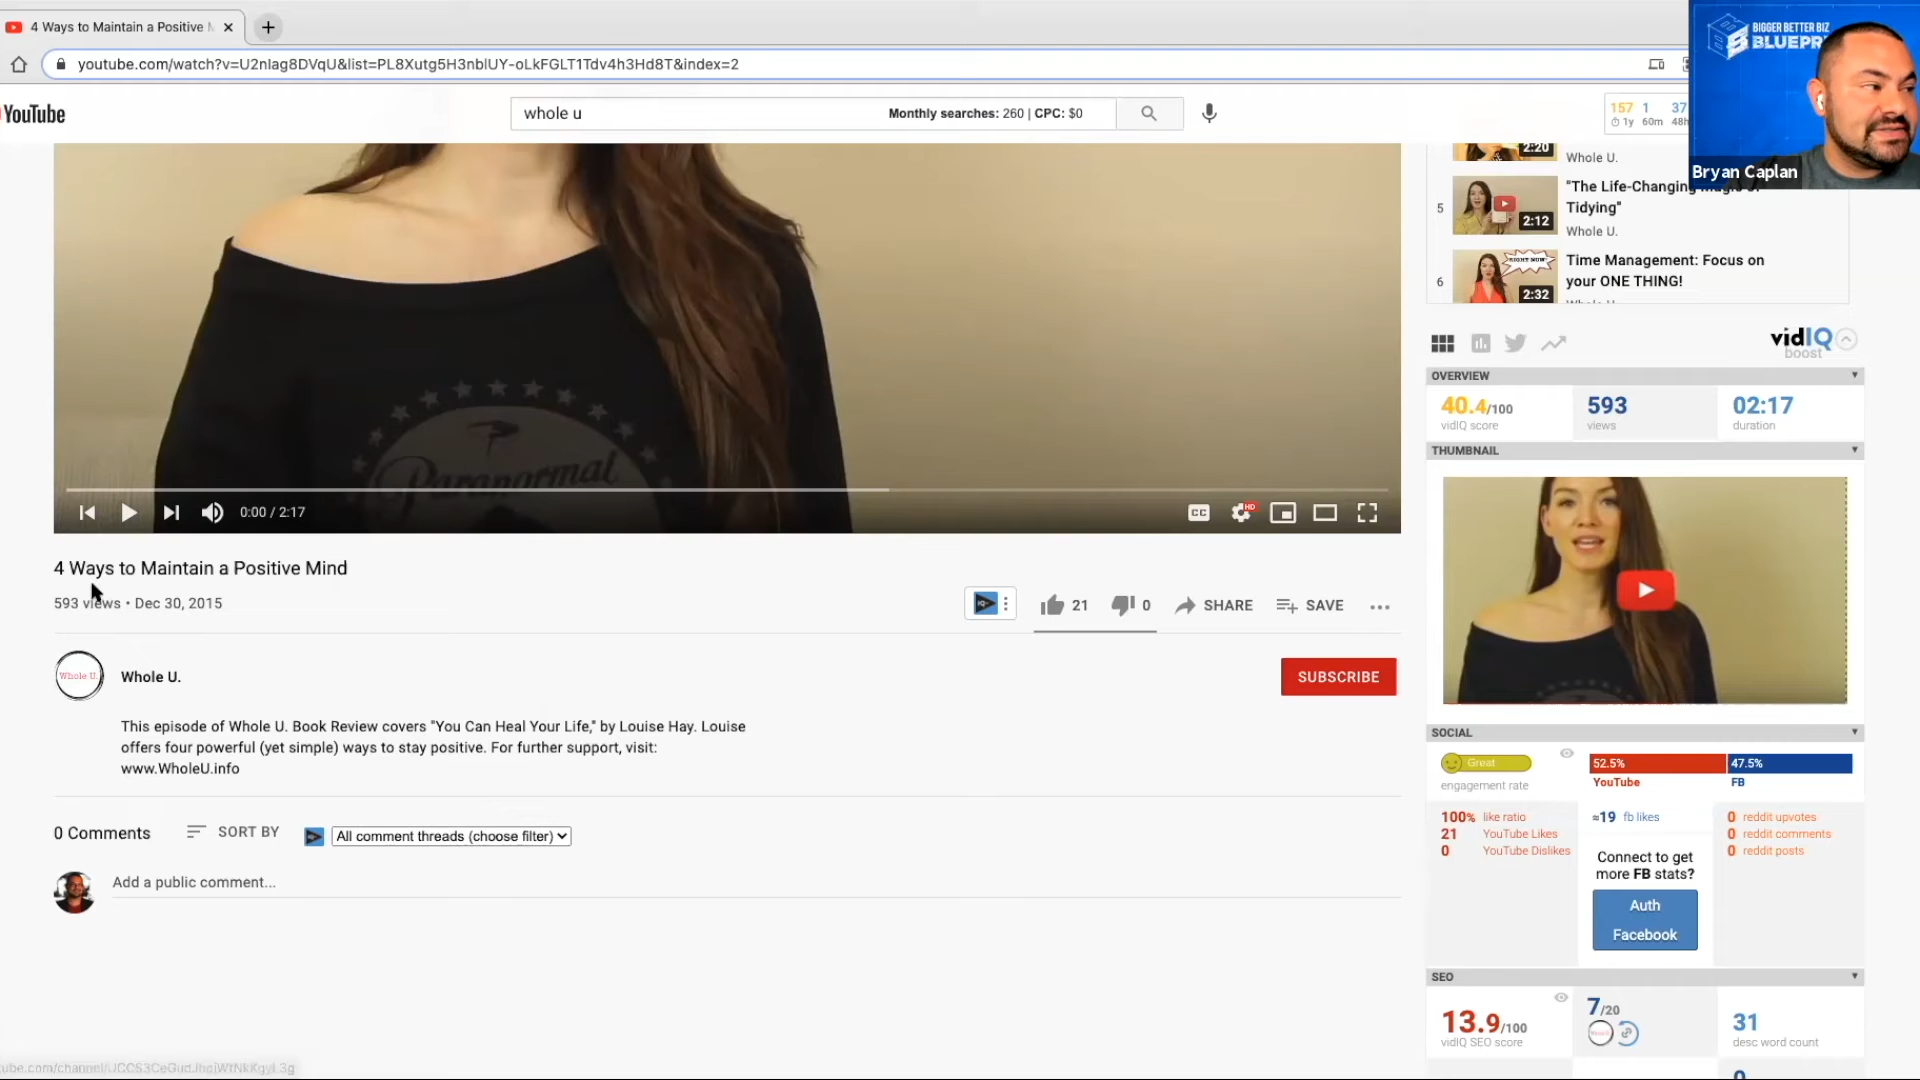 4 Ways to Maintain a Positive
youtube.com/watch?v=U2nlag8DVqU&list=PL8Xutg5H3nblUY-oLkFGLT1Tdv4h3Hd8T&index=2
BIGGER BETTER BIZ
YouTube
whole u
Monthly searches: 260 | CPC: $0
157 1 37
1y 60m 48h
Bryan Caplan
2:20
Whole U.
5
2:12
"The Life-Changing Magic of
Tidying"
Whole U.
6
RIGHT NOW!
2:32
Time Management: Focus on
your ONE THING!
Paranormal
0:00 / 2:17
CC
HD
4 Ways to Maintain a Positive Mind
593 views • Dec 30, 2015
21
0
SHARE
SAVE
Whole U.
Whole U.
SUBSCRIBE
This episode of Whole U. Book Review covers "You Can Heal Your Life," by Louise Hay. Louise
offers four powerful (yet simple) ways to stay positive. For further support, visit:
www.WholeU.info
0 Comments
SORT BY
All comment threads (choose filter)
Add a public comment...
vidIQ
boost
OVERVIEW
40.4/100
vidIQ score
593
views
02:17
duration
THUMBNAIL
SOCIAL
Great
engagement rate
52.5%
YouTube
47.5%
FB
100% like ratio
21 YouTube Likes
0 YouTube Dislikes
≈19 fb likes
Connect to get
more FB stats?
Auth
Facebook
0 reddit upvotes
0 reddit comments
0 reddit posts
SEO
13.9/100
vidIQ SEO score
7/20
31
desc word count